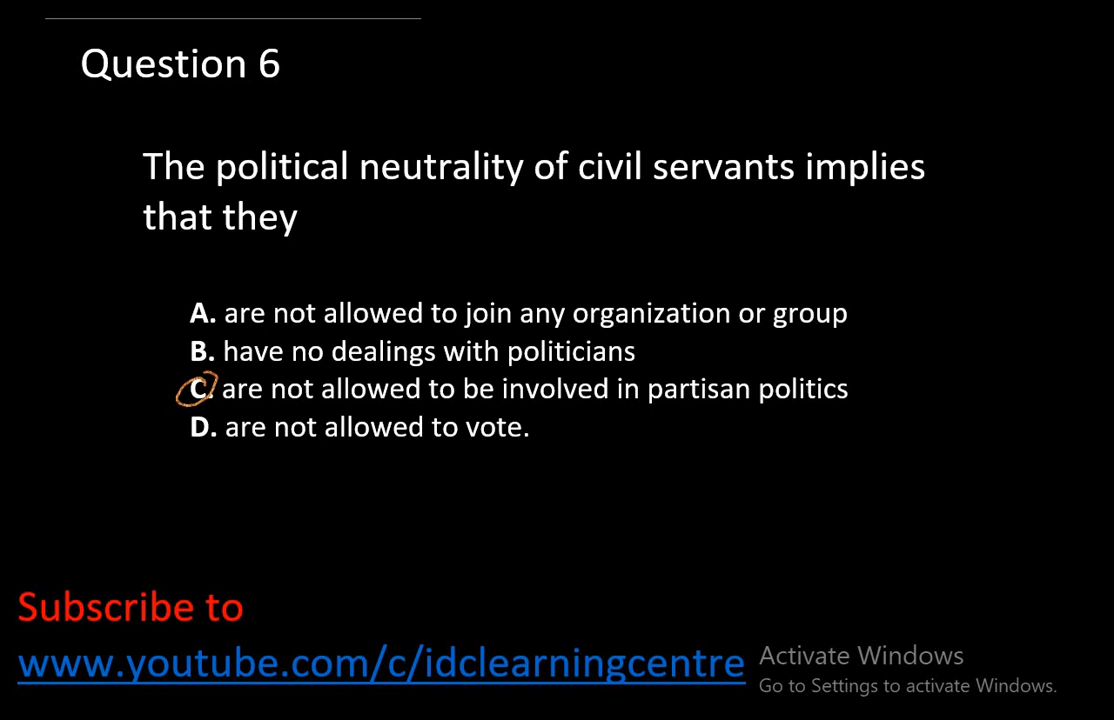 Question 6
The political neutrality of civil servants implies
that they
A. are not allowed to join any organization or group
B. have no dealings with politicians
C. are not allowed to be involved in partisan politics
D. are not allowed to vote.
Subscribe to
www.youtube.com/c/idclearningcentre
Activate Windows
Go to Settings to activate Windows.